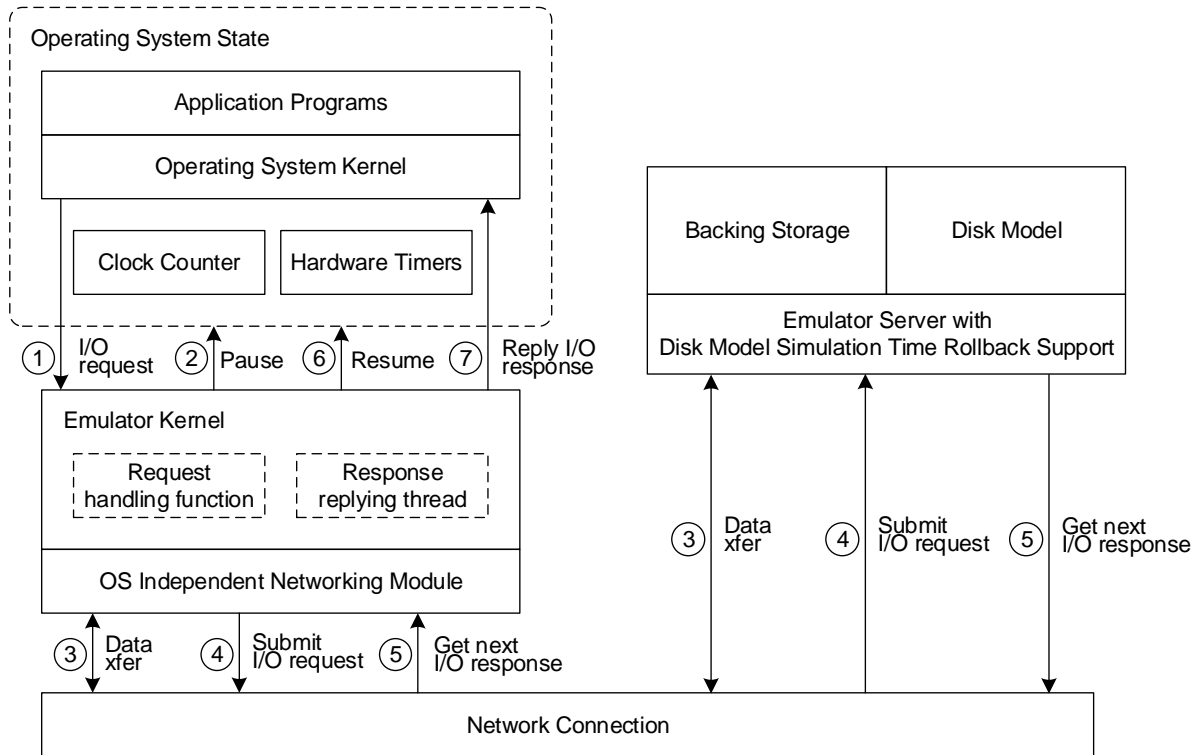 Operating System State
Application Programs
Operating System Kernel
Clock Counter
Hardware Timers
1
I/O
request
2
Pause
6
Resume
7
Reply I/O
response
Emulator Kernel
Request
handling function
Response
replying thread
OS Independent Networking Module
3
Data
xfer
4
Submit
I/O request
5
Get next
I/O response
Backing Storage
Disk Model
Emulator Server with
Disk Model Simulation Time Rollback Support
3
Data
xfer
4
Submit
I/O request
5
Get next
I/O response
Network Connection